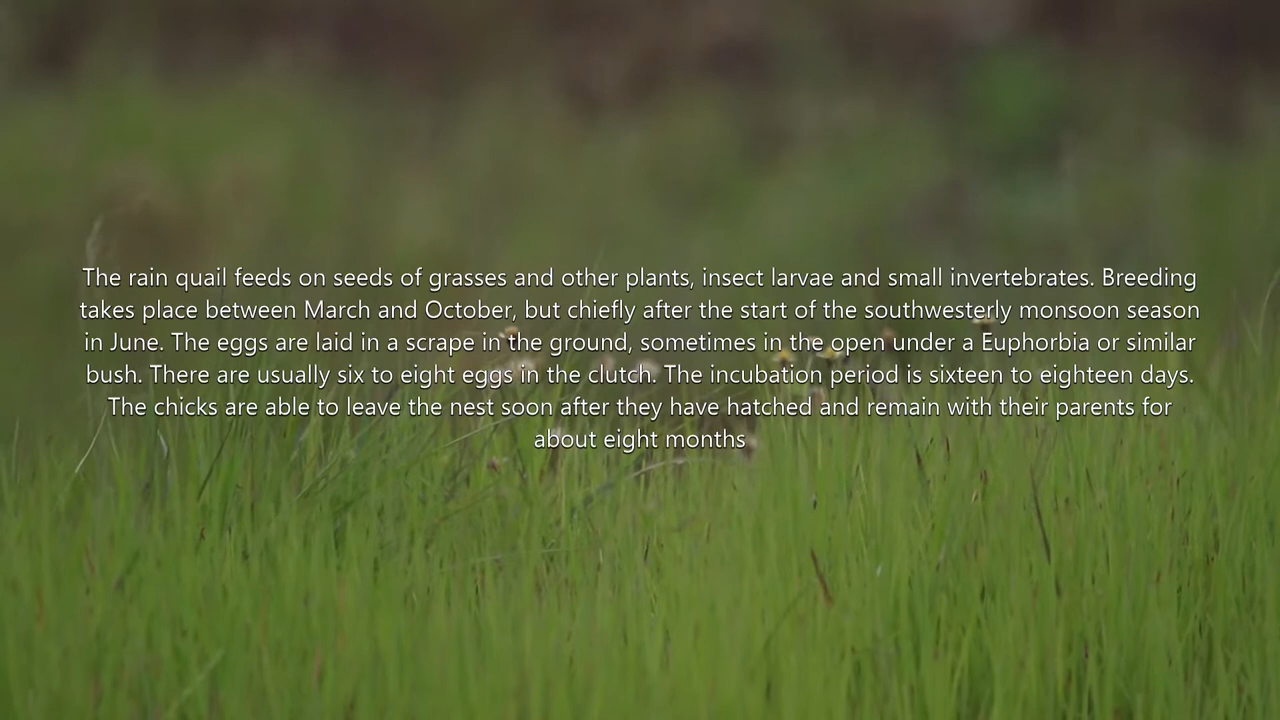 The rain quail feeds on seeds of grasses and other plants, insect larvae and small invertebrates. Breeding
takes place between March and October, but chiefly after the start of the southwesterly monsoon season
in June. The eggs are laid in a scrape in the ground, sometimes in the open under a Euphorbia or similar
bush. There are usually six to eight eggs in the clutch. The incubation period is sixteen to eighteen days.
The chicks are able to leave the nest soon after they have hatched and remain with their parents for
about eight months